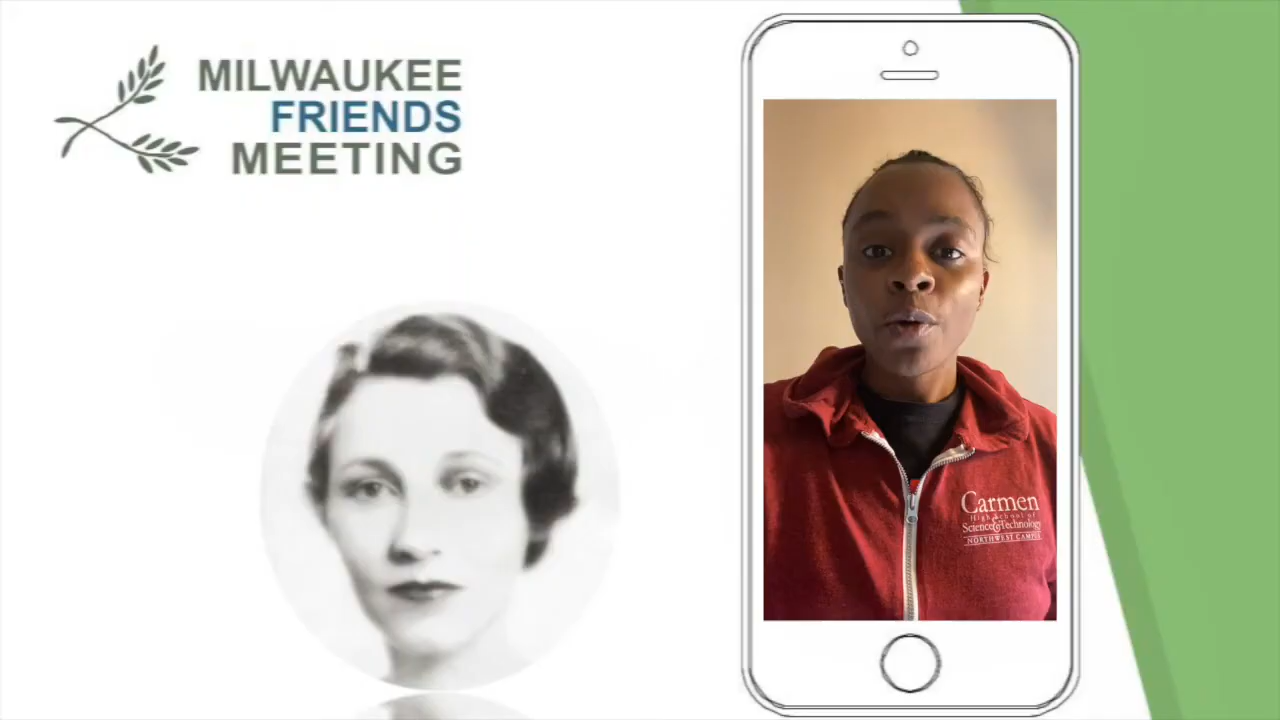 MILWAUKEE
FRIENDS
MEETING
Carmen
High School of
Science & Technology
NORTHWEST CAMPUS